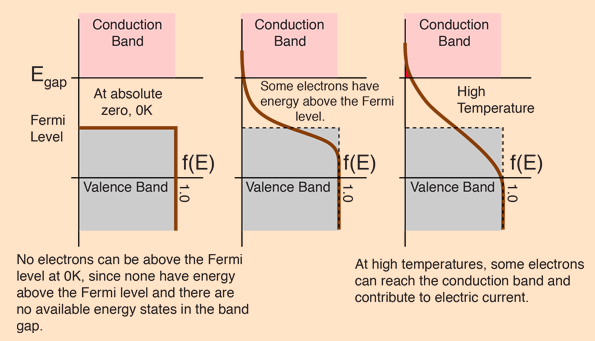 Conduction
Band
E gap
At absolute
zero, 0K
Fermi
Level
f(E)
Valence Band
1.0
No electrons can be above the Fermi
level at 0K, since none have energy
above the Fermi level and there are
no available energy states in the band
gap.
Conduction
Band
Some electrons have
energy above the Fermi
level.
f(E)
Valence Band
1.0
Conduction
Band
High
Temperature
f(E)
Valence Band
1.0
At high temperatures, some electrons
can reach the conduction band and
contribute to electric current.